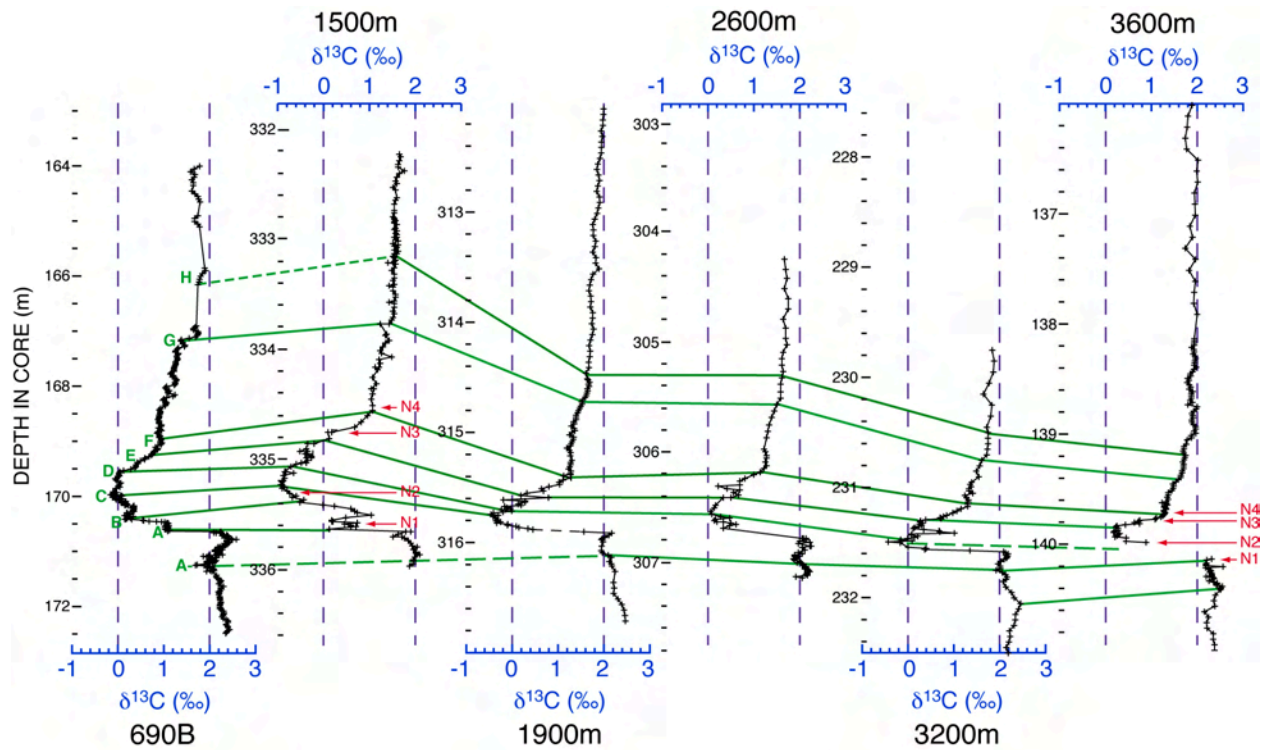 1500m
2600m
3600m
δ¹³C (‰)
δ¹³C (‰)
δ¹³C (‰)
-1 0 1 2 3
-1 0 1 2 3
-1 0 1 2 3
DEPTH IN CORE (m)
164
166
168
170
172
H
G
F
E
D
C
B
A
A-
332
333
334
335
336
N4
N3
N2
N1
313
314
315
316
303
304
305
306
307
228
229
230
231
232
137
138
139
140
N4
N3
N2
N1
-1 0 1 2 3
-1 0 1 2 3
-1 0 1 2 3
δ¹³C (‰)
δ¹³C (‰)
δ¹³C (‰)
690B
1900m
3200m